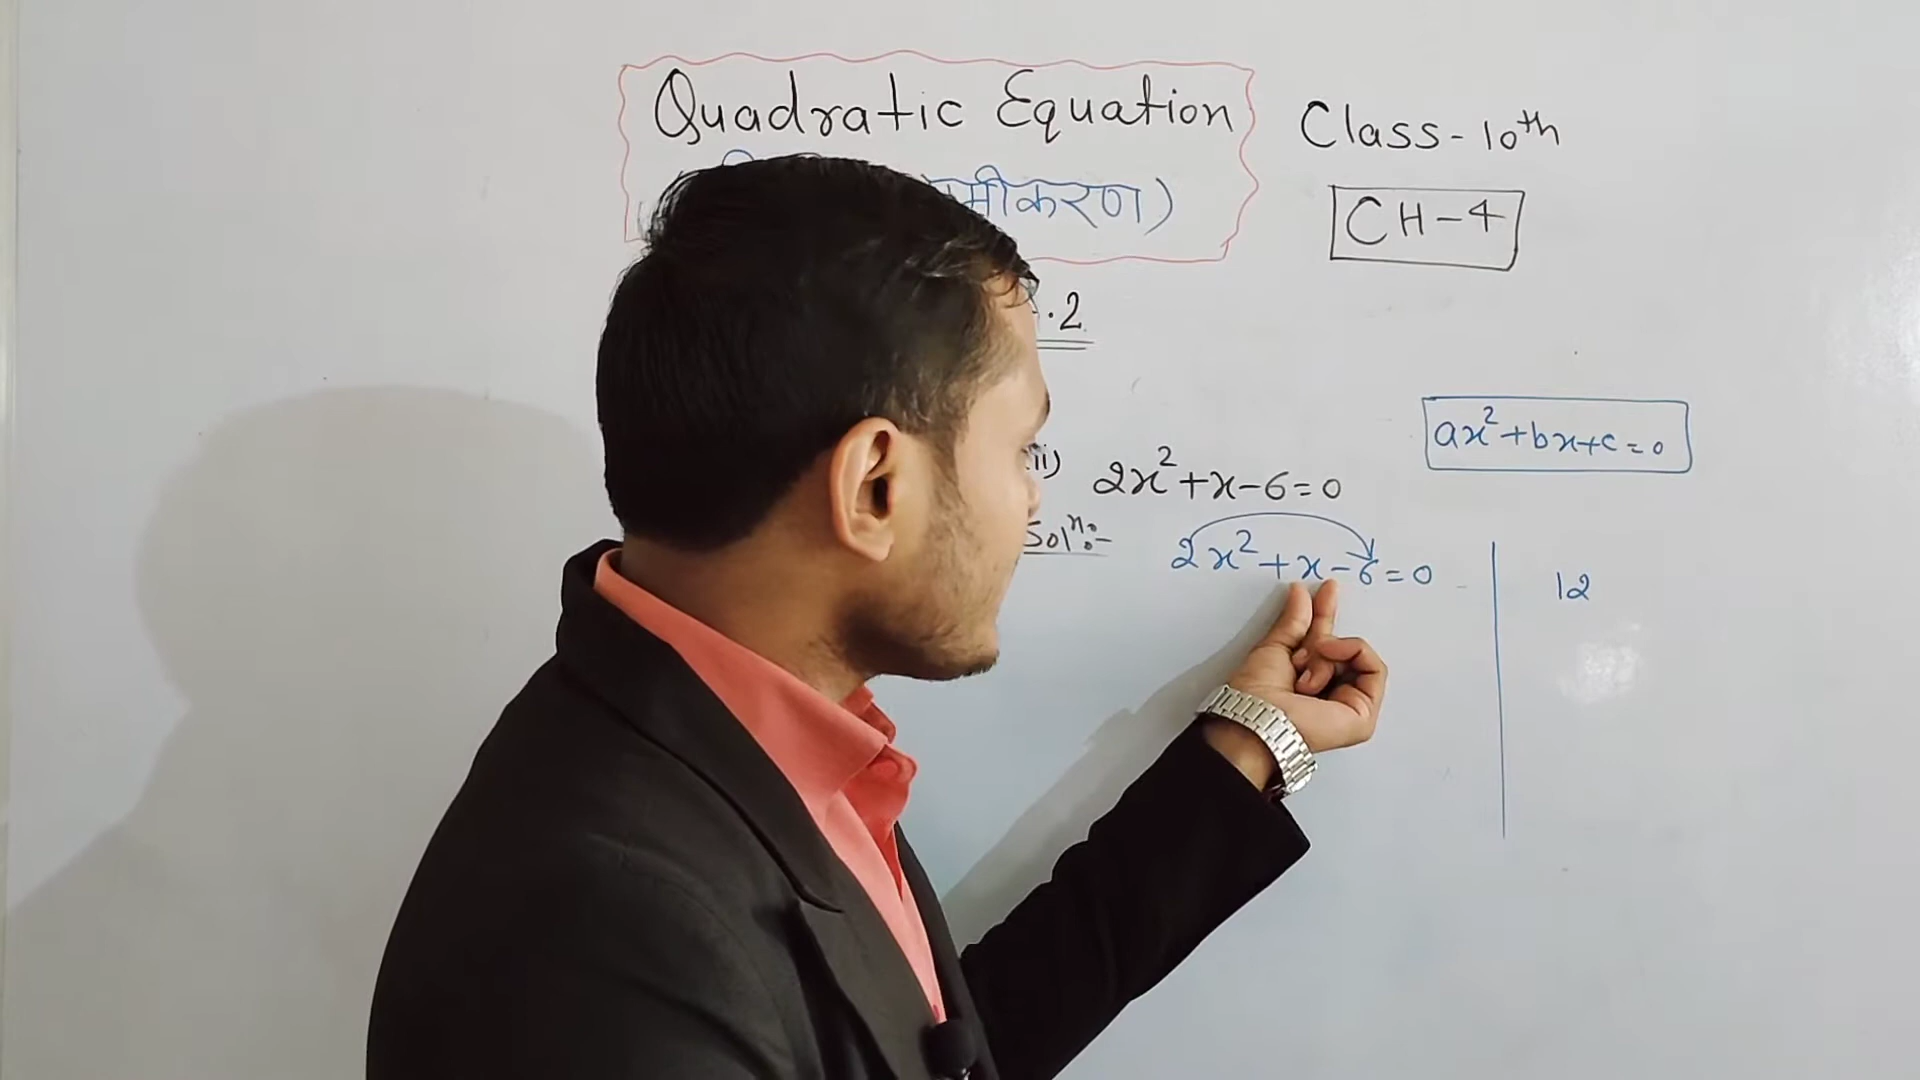 Quadratic Equation
Class-10th
समीकरण)
CH-4
.2
ax²+bx+c=0
ii) 2x²+x-6=0
Solⁿ:-
2x²+x-6=0
12